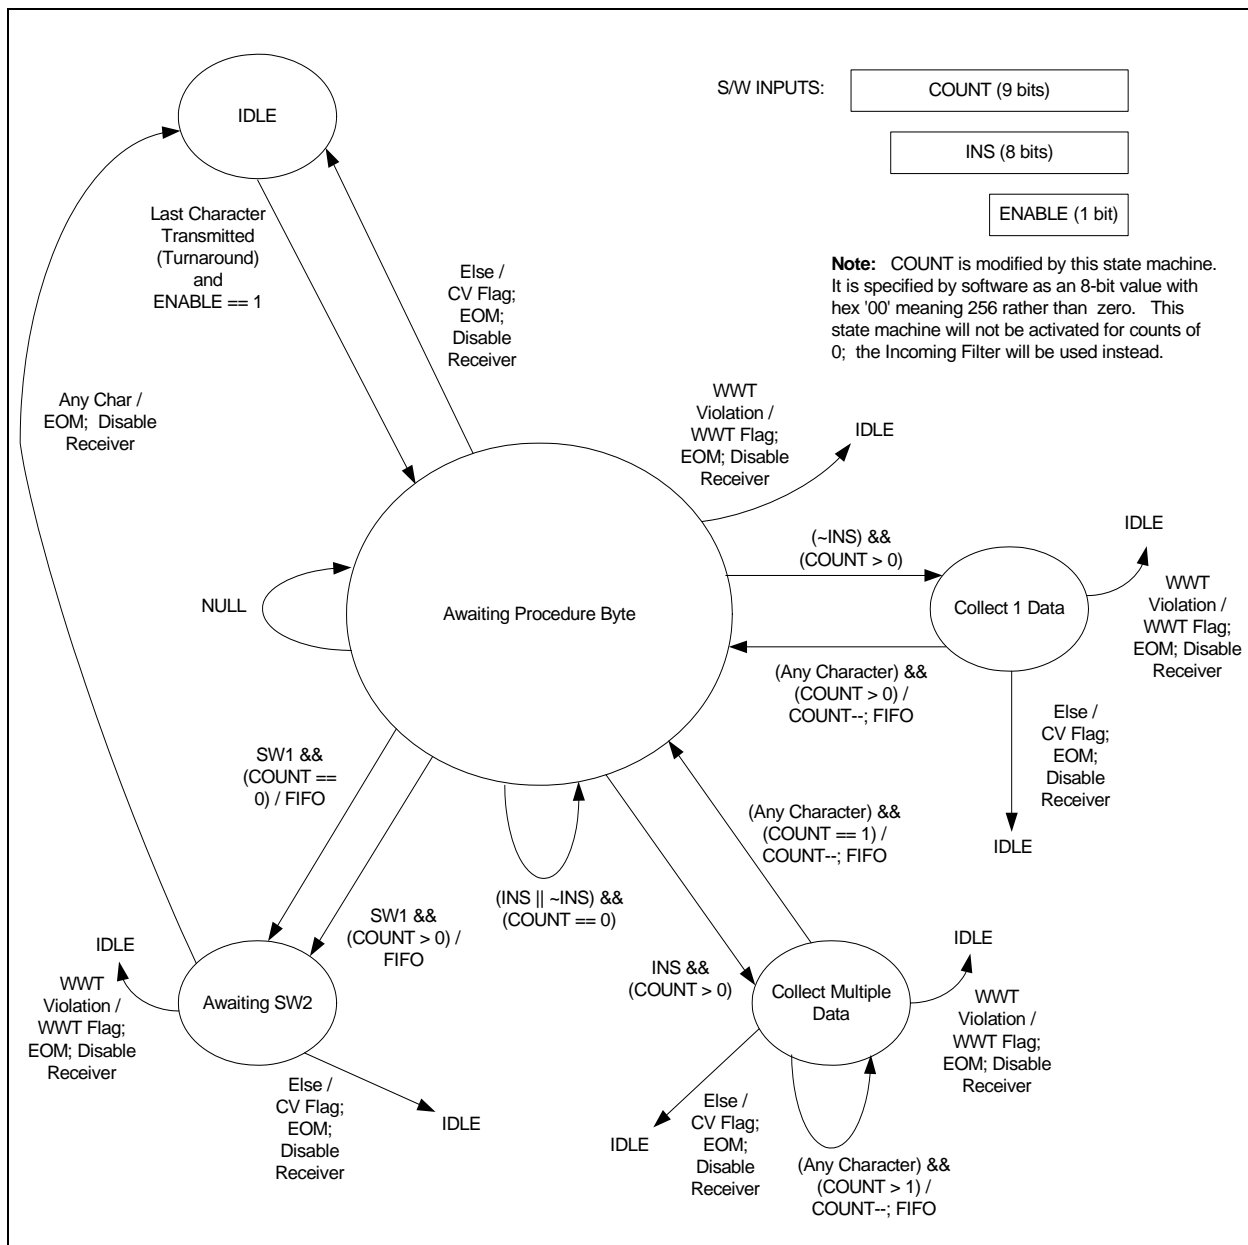 S/W INPUTS:
COUNT (9 bits)
INS (8 bits)
ENABLE (1 bit)
Note: COUNT is modified by this state machine.
It is specified by software as an 8-bit value with
hex '00' meaning 256 rather than zero. This
state machine will not be activated for counts of
0; the Incoming Filter will be used instead.
IDLE
Last Character
Transmitted
(Turnaround)
and
ENABLE == 1
Else /
CV Flag;
EOM;
Disable
Receiver
Any Char /
EOM; Disable
Receiver
WWT
Violation /
WWT Flag;
EOM; Disable
Receiver
IDLE
NULL
Awaiting Procedure Byte
(~INS) &&
(COUNT > 0)
Collect 1 Data
IDLE
WWT
Violation /
WWT Flag;
EOM; Disable
Receiver
(Any Character) &&
(COUNT > 0) /
COUNT--; FIFO
Else /
CV Flag;
EOM;
Disable
Receiver
IDLE
SW1 &&
(COUNT ==
0) / FIFO
SW1 &&
(COUNT > 0) /
FIFO
(INS || ~INS) &&
(COUNT == 0)
(Any Character) &&
(COUNT == 1) /
COUNT--; FIFO
INS &&
(COUNT > 0)
IDLE
WWT
Violation /
WWT Flag;
EOM; Disable
Receiver
Awaiting SW2
Else /
CV Flag;
EOM;
Disable
Receiver
IDLE
Collect Multiple
Data
IDLE
WWT
Violation /
WWT Flag;
EOM; Disable
Receiver
IDLE
Else /
CV Flag;
EOM;
Disable
Receiver
(Any Character) &&
(COUNT > 1) /
COUNT--; FIFO